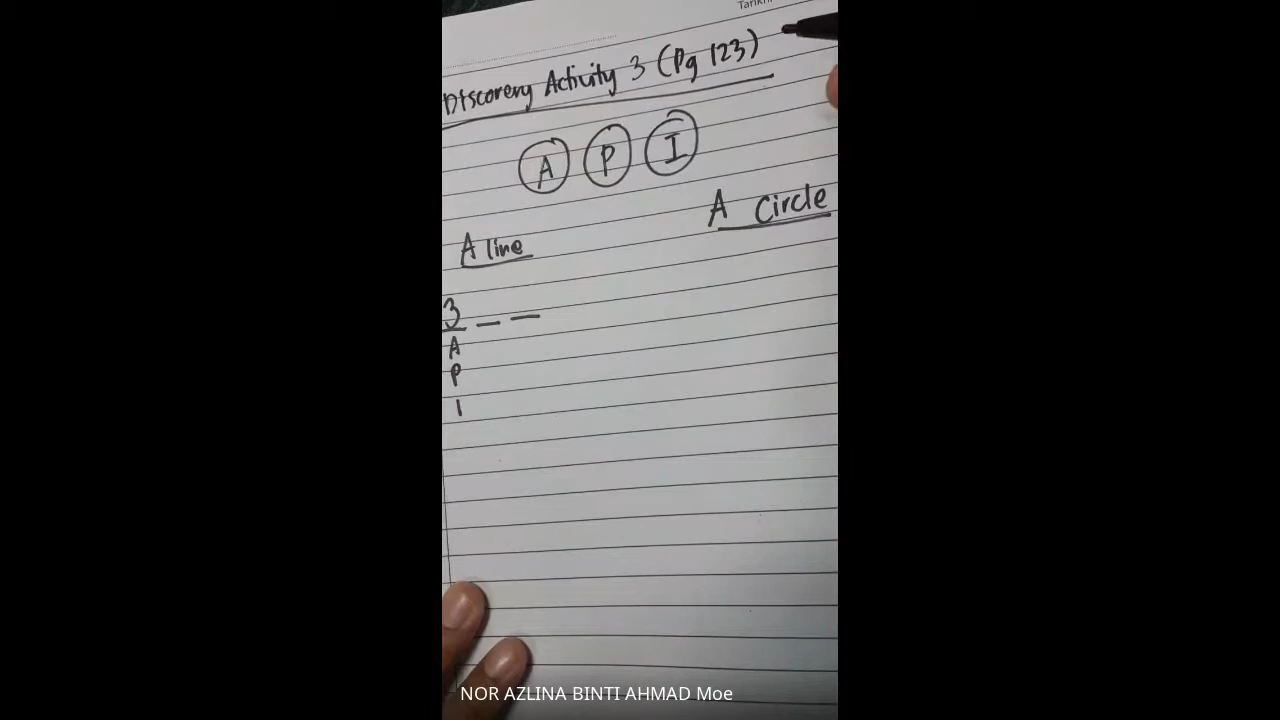 Discovery Activity 3 (Pg 123)
A P I
A Circle
A line
3 _ _
A
P
I
NOR AZLINA BINTI AHMAD Moe